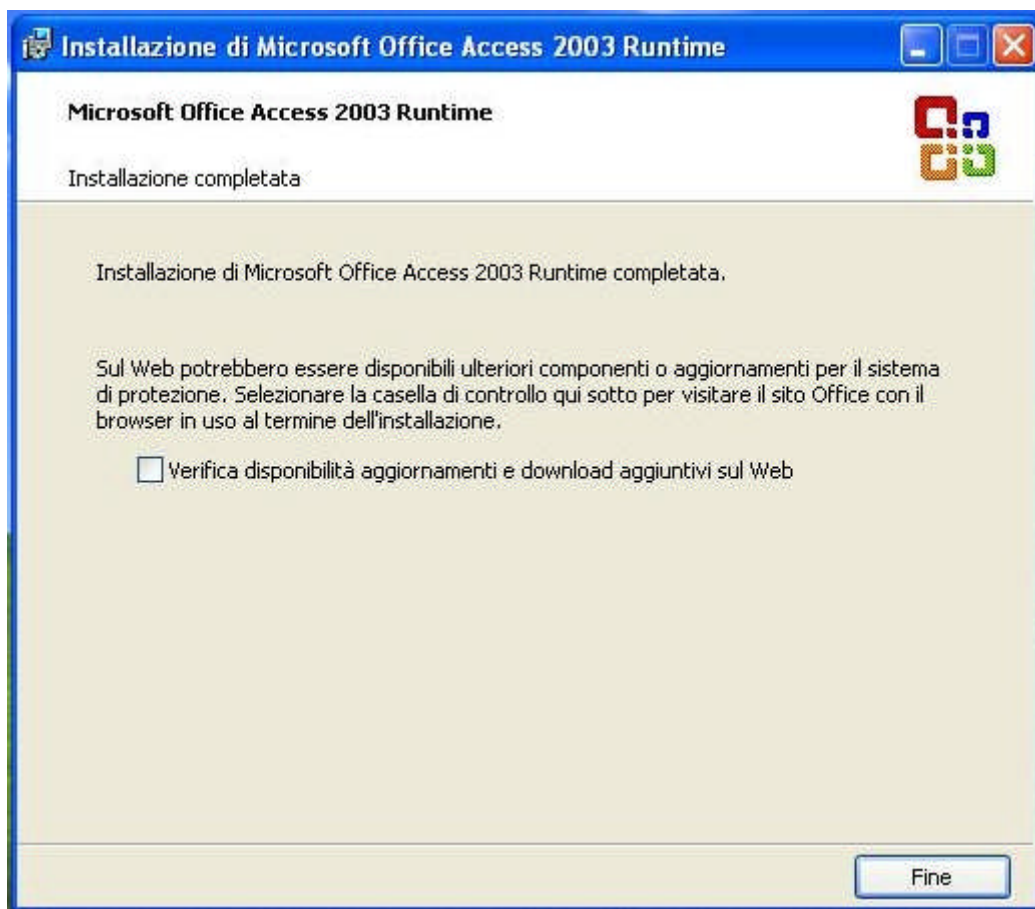 Installazione di Microsoft Office Access 2003 Runtime
Microsoft Office Access 2003 Runtime
Installazione completata
Installazione di Microsoft Office Access 2003 Runtime completata.
Sul Web potrebbero essere disponibili ulteriori componenti o aggiornamenti per il sistema
di protezione. Selezionare la casella di controllo qui sotto per visitare il sito Office con il
browser in uso al termine dell'installazione.
Verifica disponibilità aggiornamenti e download aggiuntivi sul Web
Fine